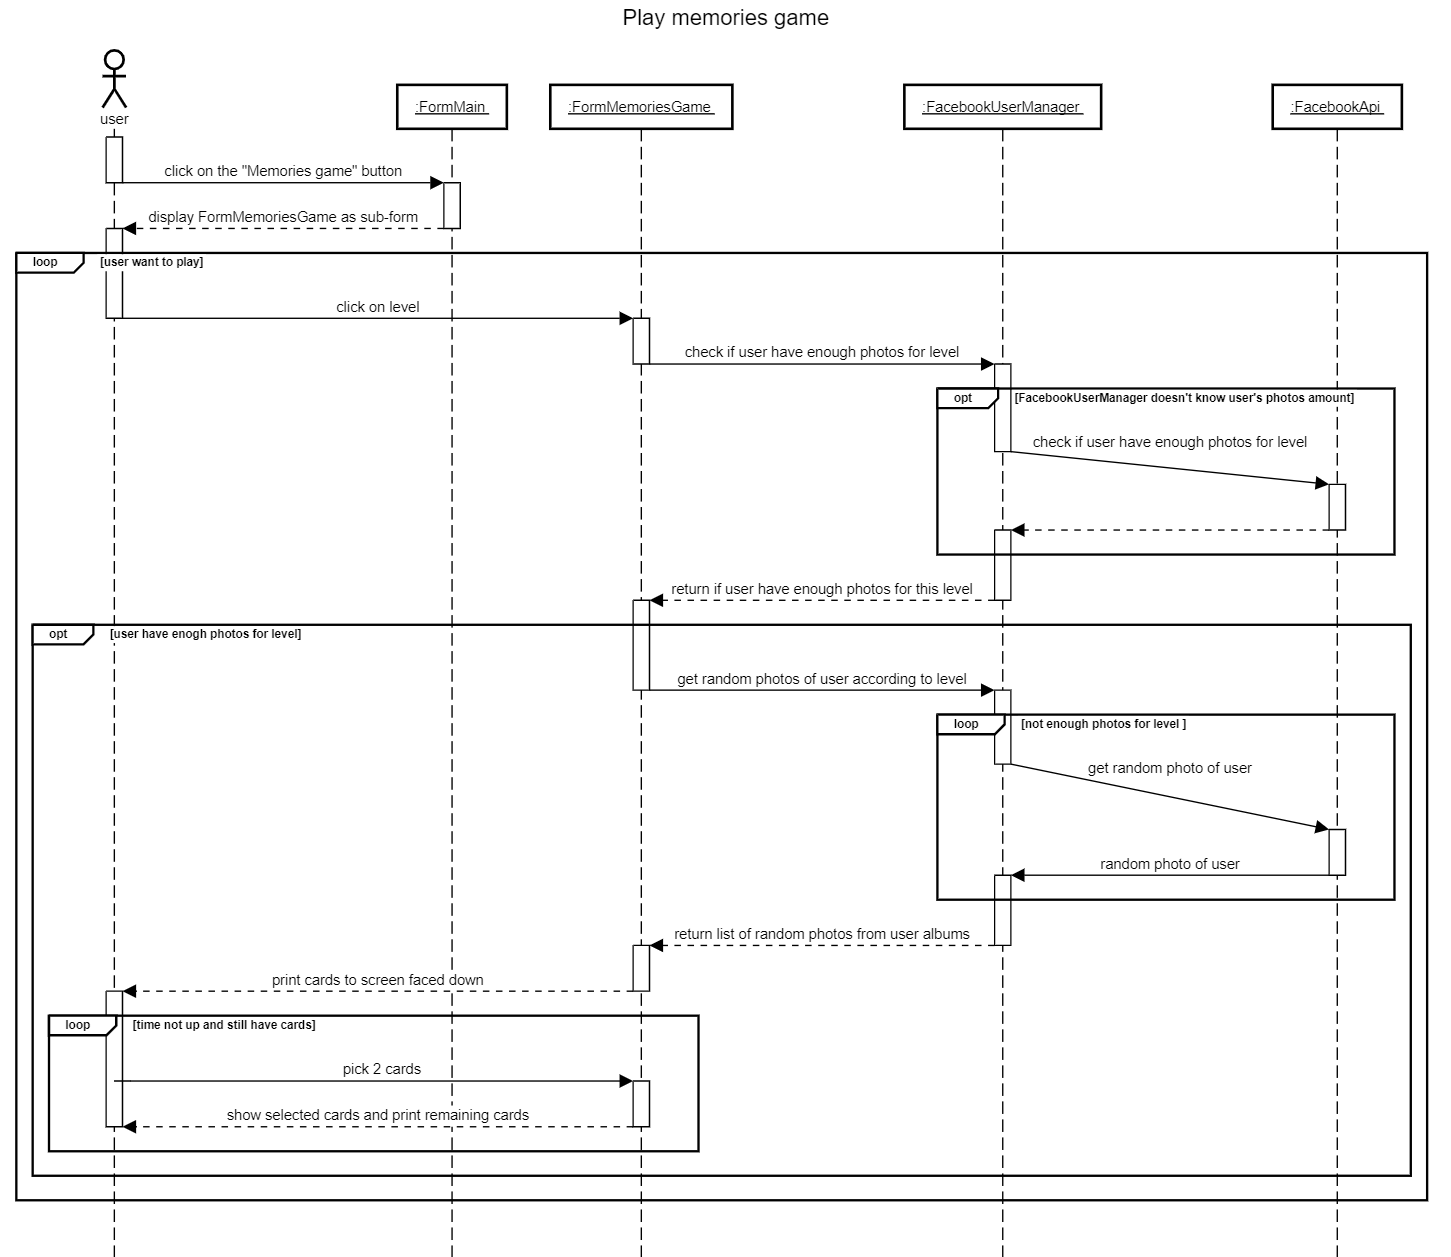 Play memories game
user
:FormMain
:FormMemoriesGame
:FacebookUserManager
:FacebookApi
click on the "Memories game" button
display FormMemoriesGame as sub-form
loop
[user want to play]
click on level
check if user have enough photos for level
opt
[FacebookUserManager doesn't know user's photos amount]
check if user have enough photos for level
return if user have enough photos for this level
opt
[user have enogh photos for level]
get random photos of user according to level
loop
[not enough photos for level ]
get random photo of user
random photo of user
return list of random photos from user albums
print cards to screen faced down
loop
[time not up and still have cards]
pick 2 cards
show selected cards and print remaining cards